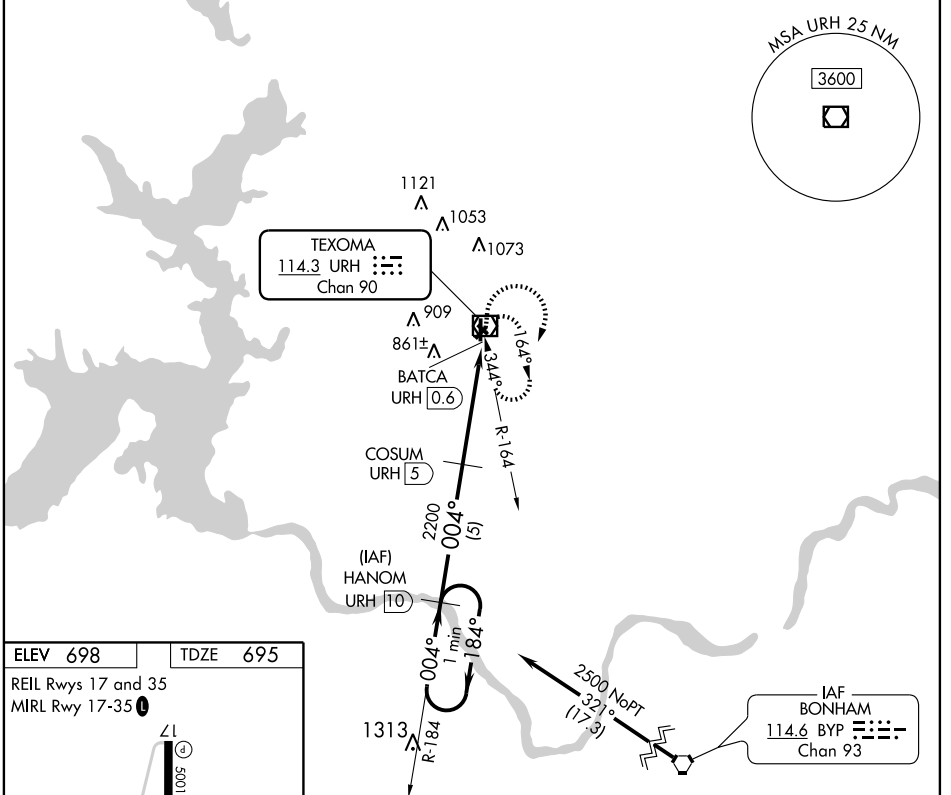 MSA URH 25 NM
3600
1121
1053
1073
TEXOMA
114.3 URH
Chan 90
909
861±
164°
344°
BATCA
URH 0.6
R-164
COSUM
URH 5
2200
004°
(5)
(IAF)
HANOM
URH 10
004°
1 min
184°
2500 NoPT
321°
(17.3)
IAF
BONHAM
114.6 BYP
Chan 93
1313
R-184
ELEV 698
TDZE 695
REIL Rwys 17 and 35
MIRL Rwy 17-35 L
17
P
5001